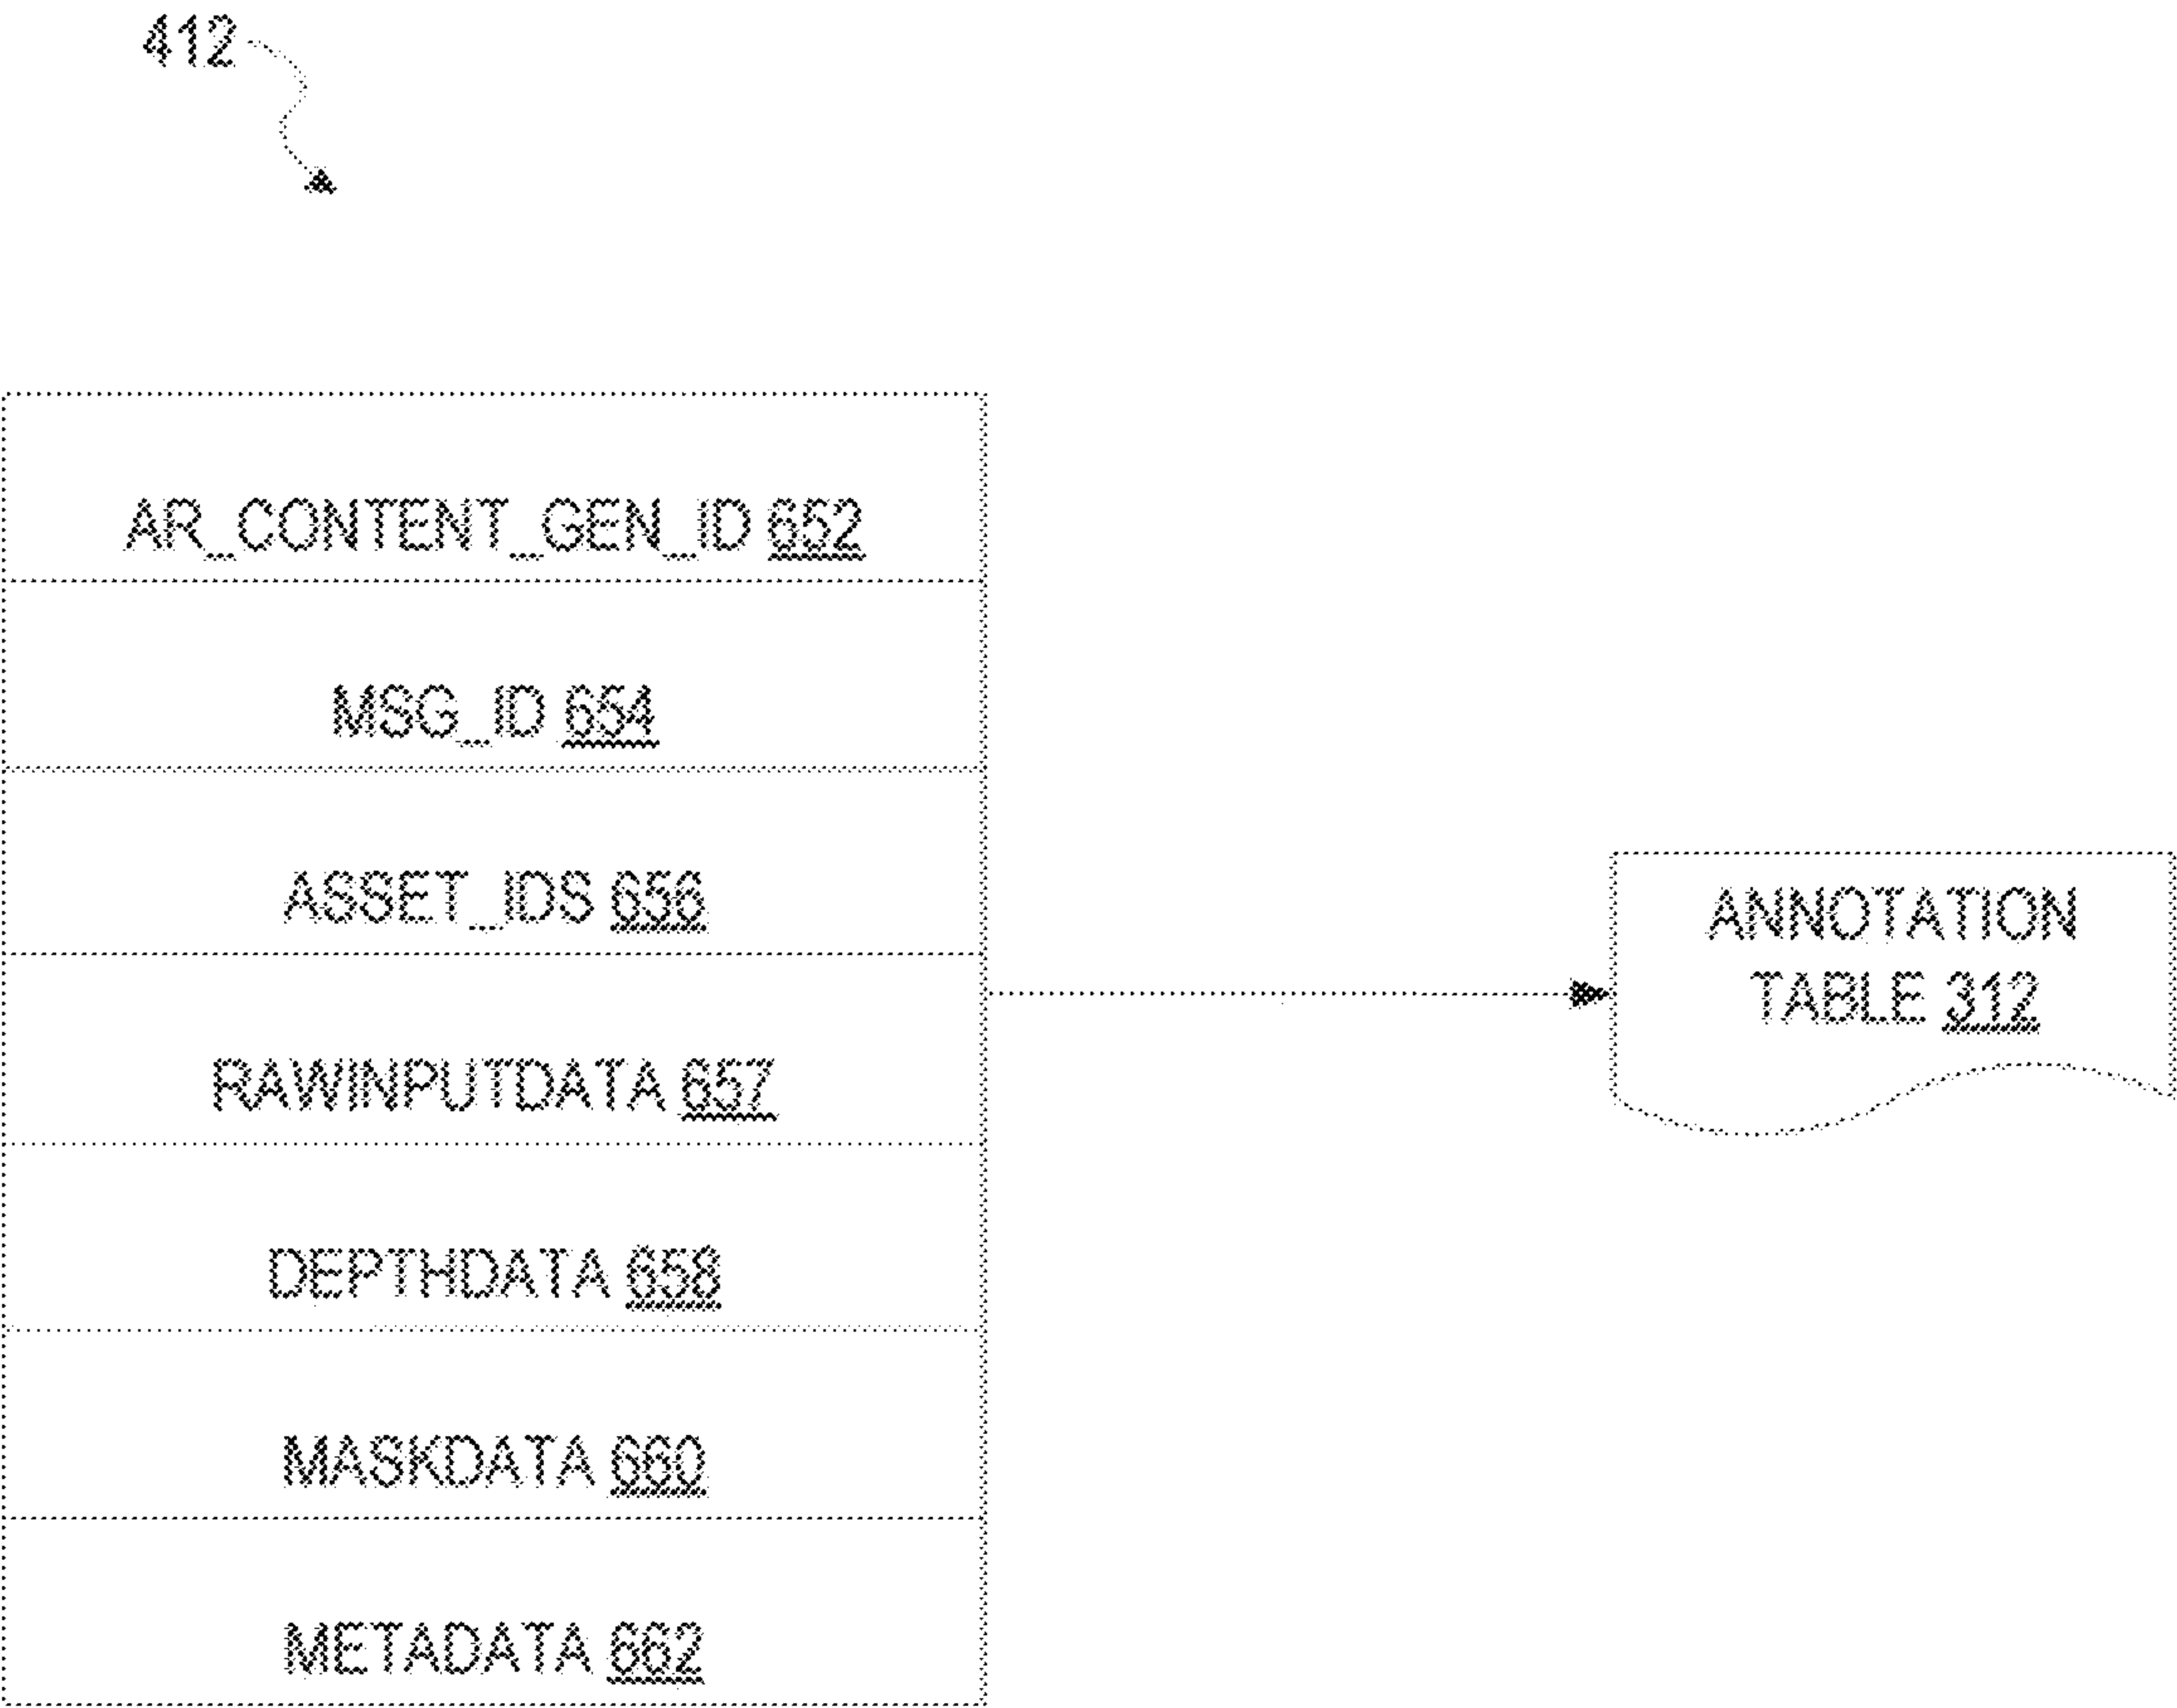 412
AR_CONTENT_GEN_ID 652
MSG_ID 654
ASSET_IDS 656
RAWINPUTDATA 657
DEPTHDATA 658
MASKDATA 660
METADATA 662
ANNOTATION
TABLE 312